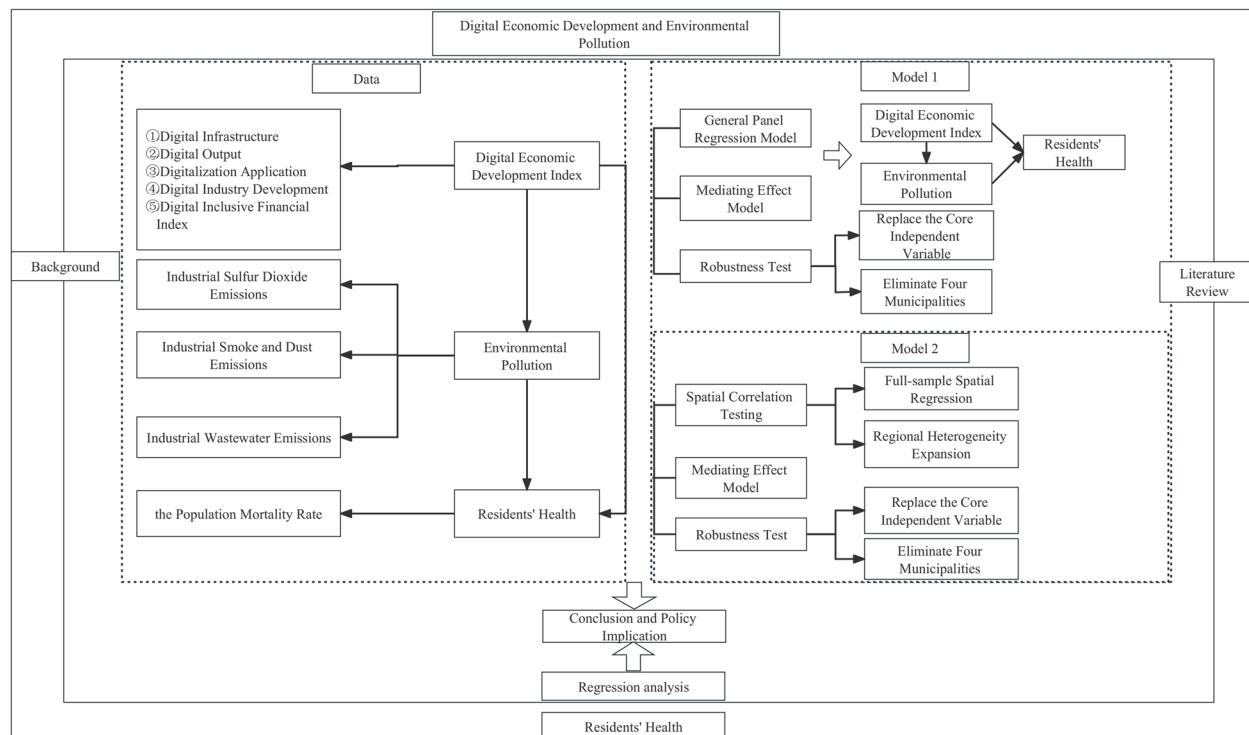 Digital Economic Development and Environmental
Pollution
Background
Data
①Digital Infrastructure
②Digital Output
③Digitalization Application
④Digital Industry Development
⑤Digital Inclusive Financial
Index
Digital Economic
Development Index
Industrial Sulfur Dioxide
Emissions
Industrial Smoke and Dust
Emissions
Environmental
Pollution
Industrial Wastewater Emissions
the Population Mortality Rate
Residents' Health
Model 1
General Panel
Regression Model
Digital Economic
Development Index
Residents'
Health
Environmental
Pollution
Mediating Effect
Model
Replace the Core
Independent
Variable
Robustness Test
Eliminate Four
Municipalities
Literature
Review
Model 2
Spatial Correlation
Testing
Full-sample Spatial
Regression
Regional Heterogeneity
Expansion
Mediating Effect
Model
Replace the Core
Independent Variable
Robustness Test
Eliminate Four
Municipalities
Conclusion and Policy
Implication
Regression analysis
Residents' Health